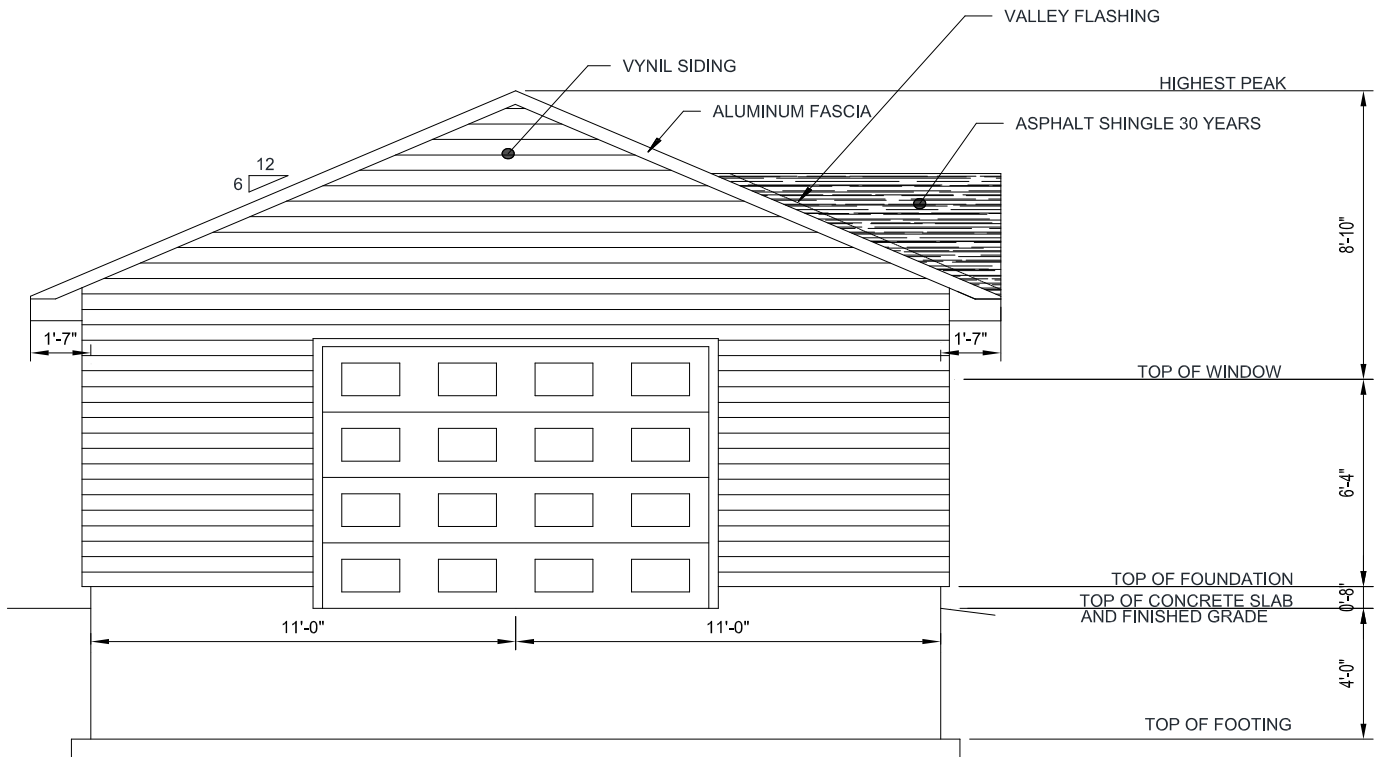 VALLEY FLASHING
VYNIL SIDING
HIGHEST PEAK
ALUMINUM FASCIA
ASPHALT SHINGLE 30 YEARS
12
6
8'-10"
1'-7"
1'-7"
TOP OF WINDOW
6'-4"
TOP OF FOUNDATION
0'-8"
TOP OF CONCRETE SLAB
AND FINISHED GRADE
11'-0"
11'-0"
4'-0"
TOP OF FOOTING